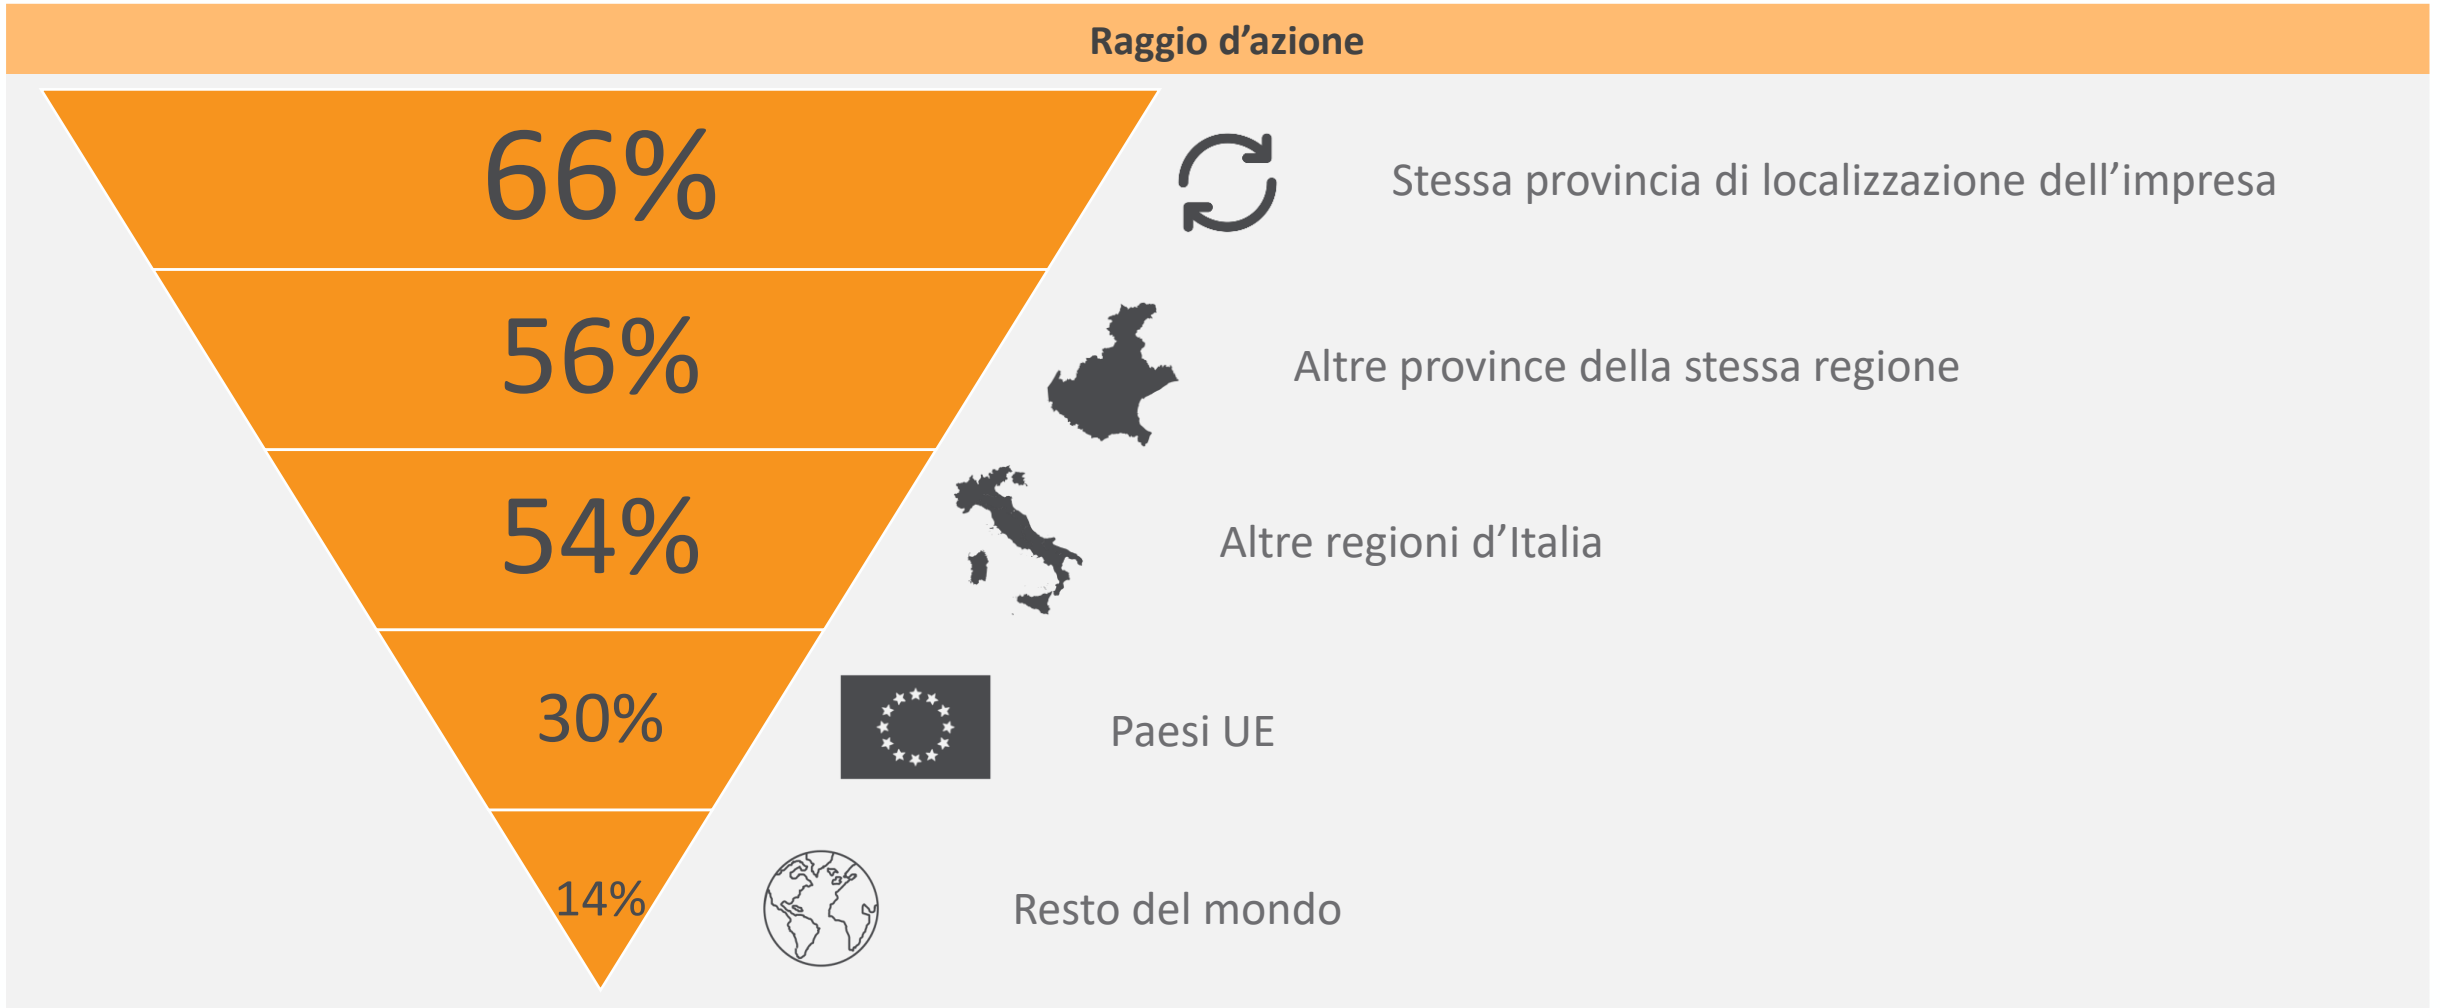 Raggio d’azione
66%
Stessa provincia di localizzazione dell’impresa
56%
Altre province della stessa regione
54%
Altre regioni d’Italia
30%
Paesi UE
14%
Resto del mondo